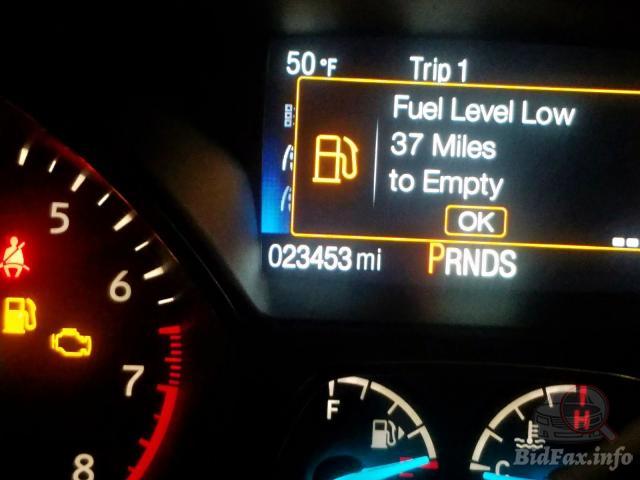 50°F Trip 1
Fuel Level Low
37 Miles
to Empty
OK
023453 mi PRNDS
5
6
7
8
F
H
C
BidFax.info